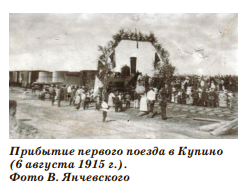 Прибытие первого поезда в Купино
(6 августа 1915 г.).
Фото В. Янчевского